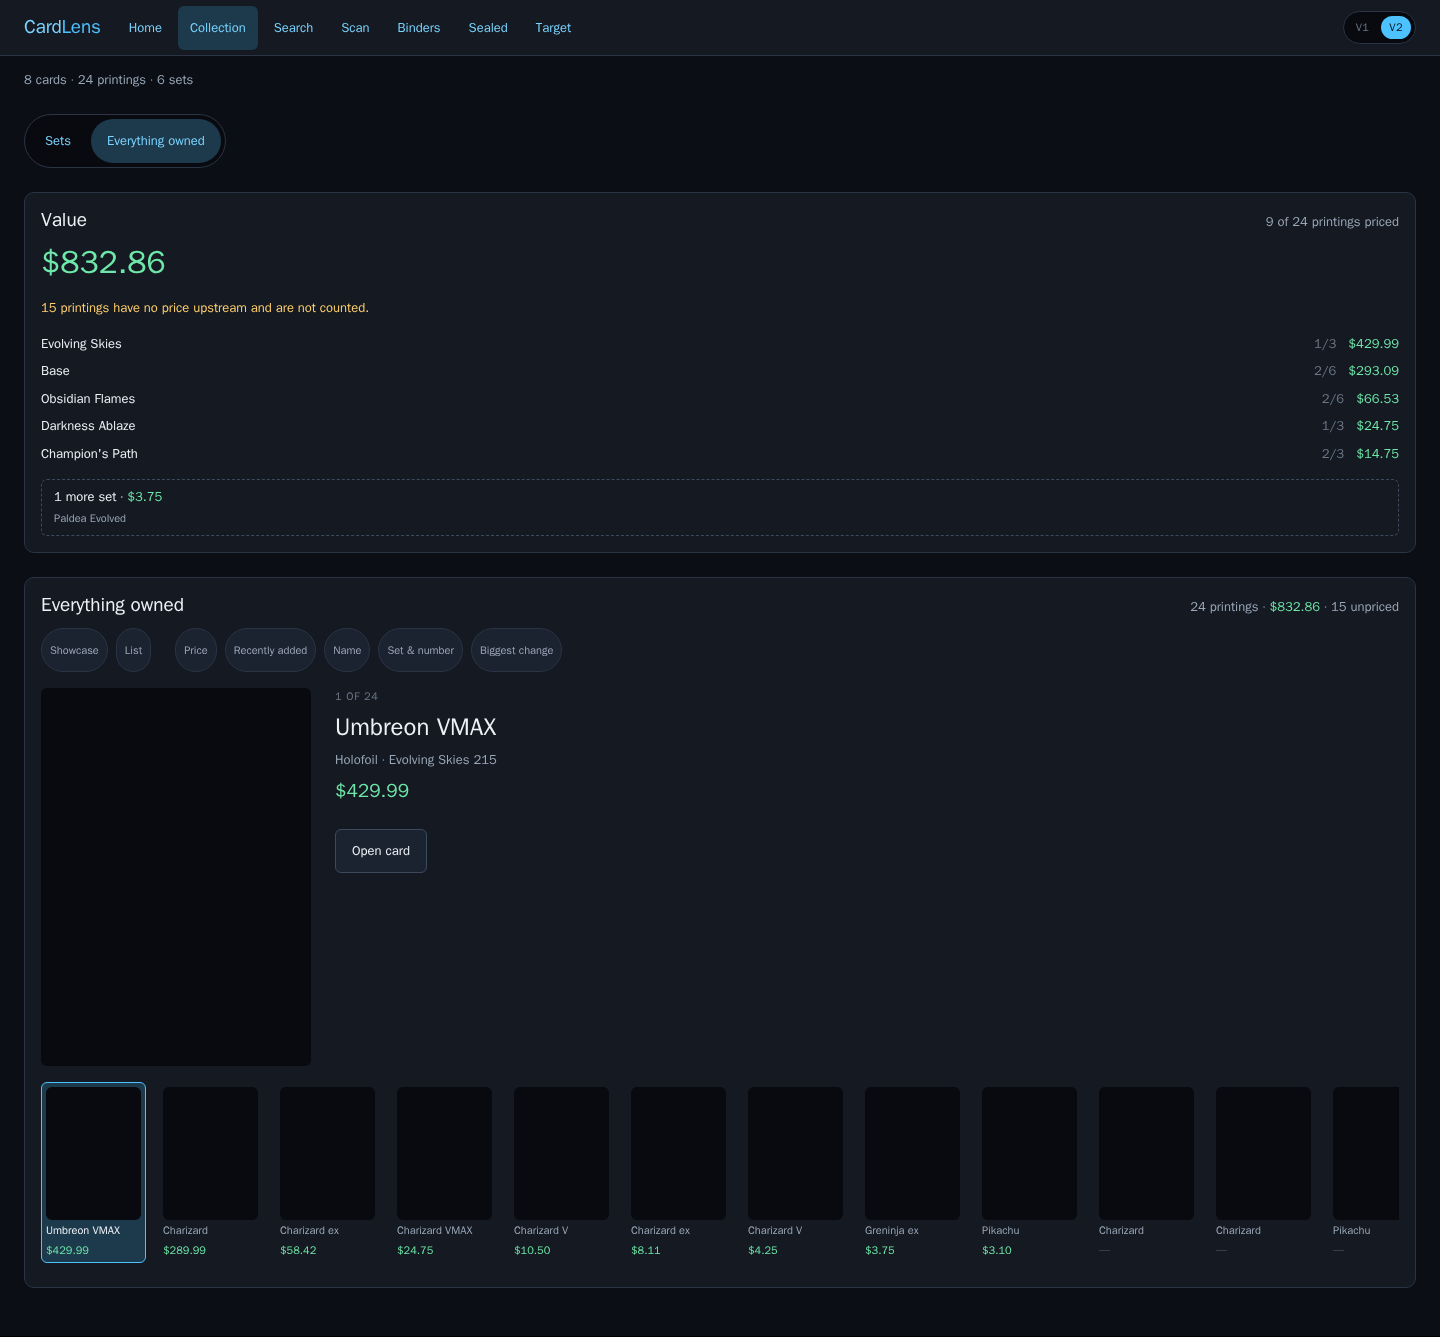 CardLens Home Collection Search Scan Binders Sealed Target V1 V2
8 cards · 24 printings · 6 sets
Sets Everything owned
Value 9 of 24 printings priced
$832.86
15 printings have no price upstream and are not counted.
Evolving Skies 1/3 $429.99
Base 2/6 $293.09
Obsidian Flames 2/6 $66.53
Darkness Ablaze 1/3 $24.75
Champion's Path 2/3 $14.75
1 more set · $3.75
Paldea Evolved
Everything owned 24 printings · $832.86 · 15 unpriced
Showcase List Price Recently added Name Set & number Biggest change
1 OF 24
Umbreon VMAX
Holofoil · Evolving Skies 215
$429.99
Open card
Umbreon VMAX Charizard Charizard ex Charizard VMAX Charizard V Charizard ex Charizard V Greninja ex Pikachu Charizard Charizard Pikachu
$429.99 $289.99 $58.42 $24.75 $10.50 $8.11 $4.25 $3.75 $3.10 — — —